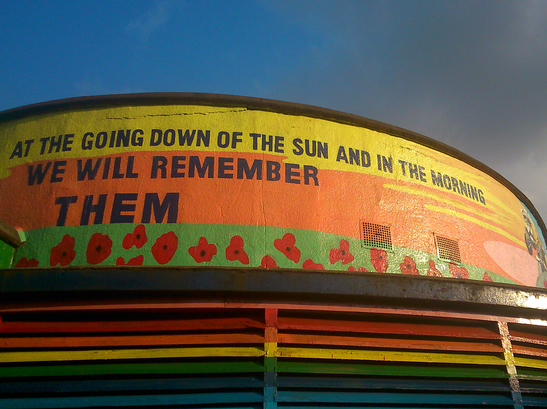 AT THE GOING DOWN OF THE SUN AND IN THE MORNING
WE WILL REMEMBER
THEM